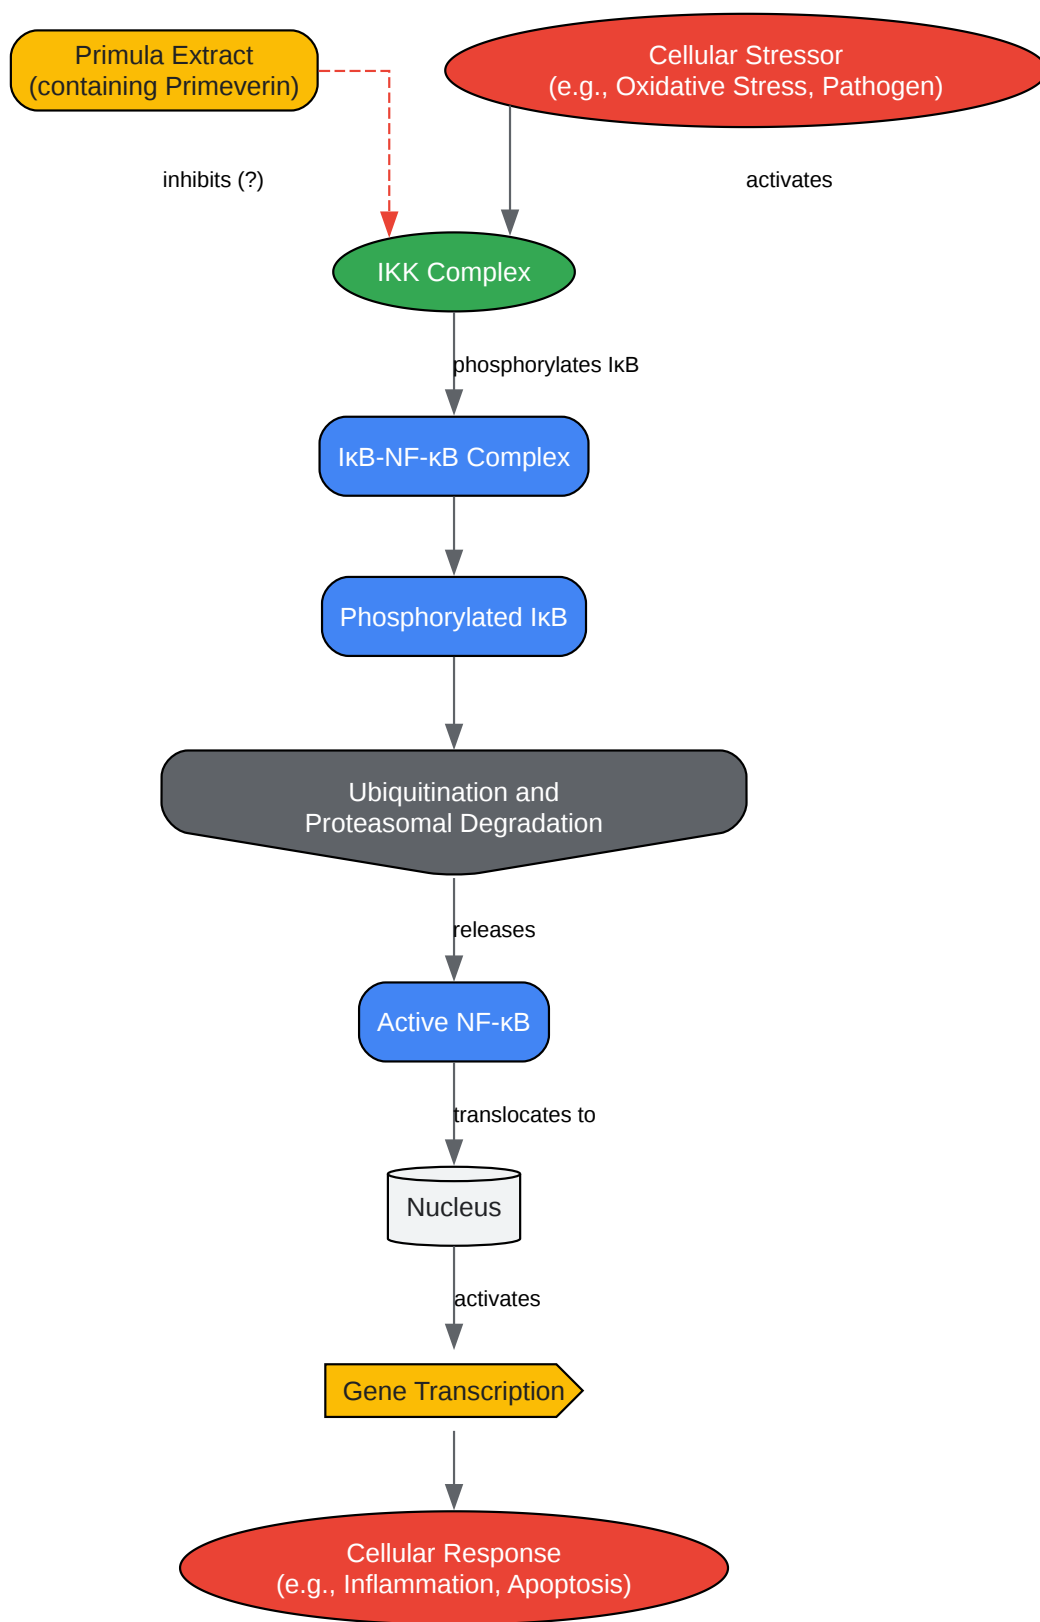 Primula Extract
(containing Primeverin)
Cellular Stressor
(e.g., Oxidative Stress, Pathogen)
inhibits (?)
activates
IKK Complex
phosphorylates IκB
IκB-NF-κB Complex
Phosphorylated IκB
Ubiquitination and
Proteasomal Degradation
releases
Active NF-κB
translocates to
Nucleus
activates
Gene Transcription
Cellular Response
(e.g., Inflammation, Apoptosis)